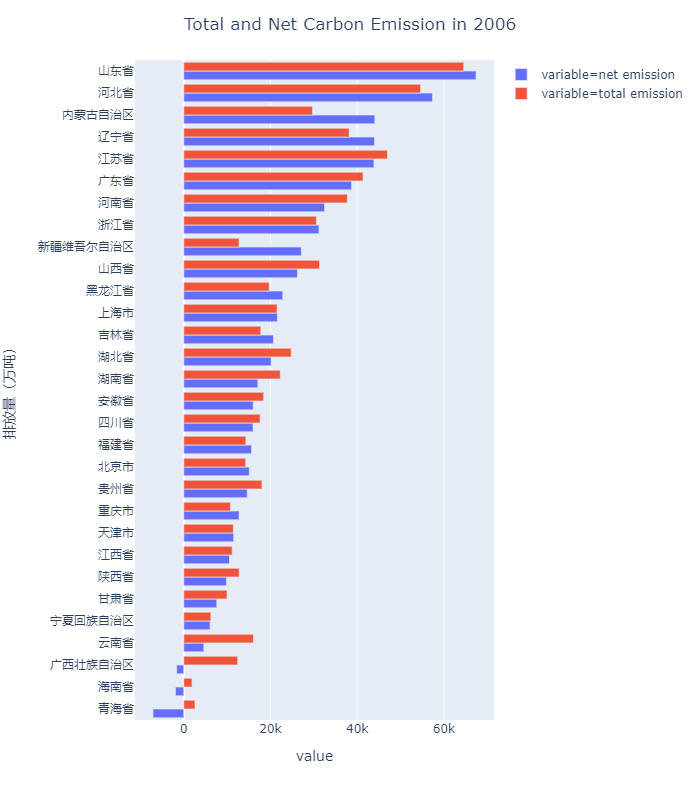 Total and Net Carbon Emission in 2006
variable=net emission
variable=total emission
山东省
河北省
内蒙古自治区
辽宁省
江苏省
广东省
河南省
浙江省
新疆维吾尔自治区
山西省
黑龙江省
上海市
吉林省
湖北省
湖南省
安徽省
四川省
福建省
北京市
贵州省
重庆市
天津市
江西省
陕西省
甘肃省
宁夏回族自治区
云南省
广西壮族自治区
海南省
青海省
排放量（万吨）
0 20k 40k 60k
value